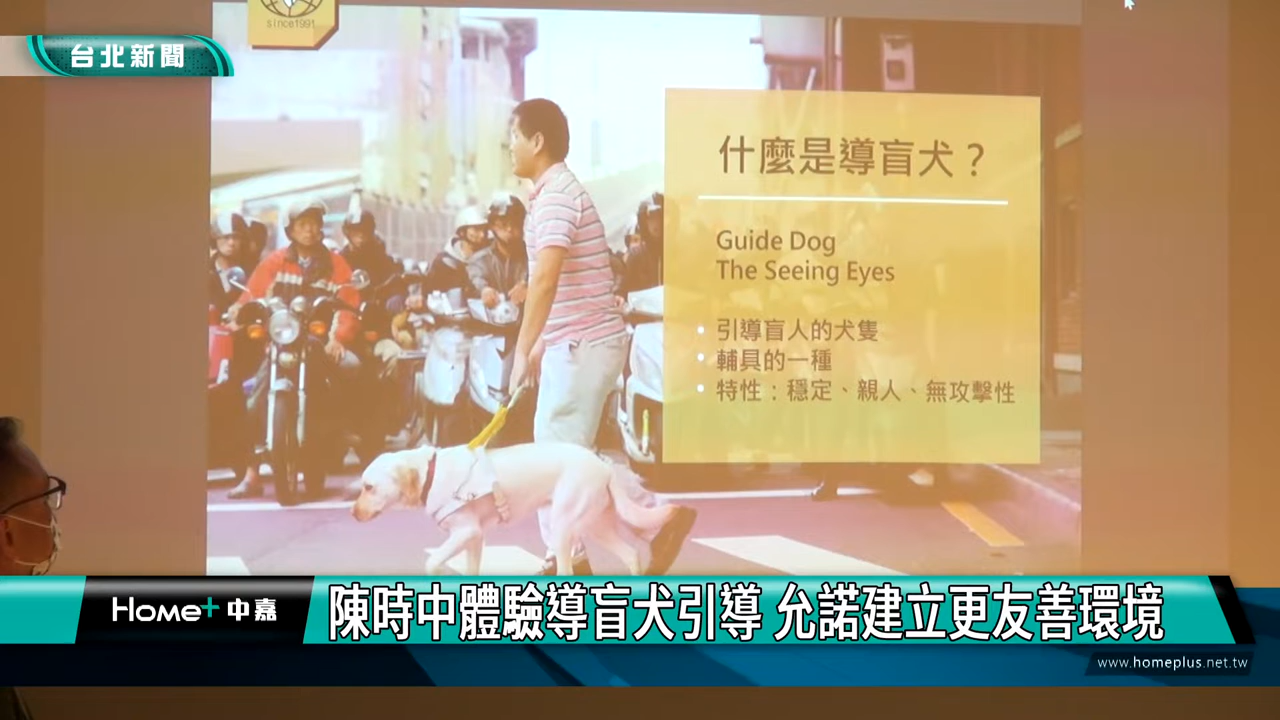 since1991
台北新聞
什麼是導盲犬？
Guide Dog
The Seeing Eyes
• 引導盲人的犬隻
• 輔具的一種
• 特性：穩定、親人、無攻擊性
Home+ 中嘉
陳時中體驗導盲犬引導 允諾建立更友善環境
www.homeplus.net.tw